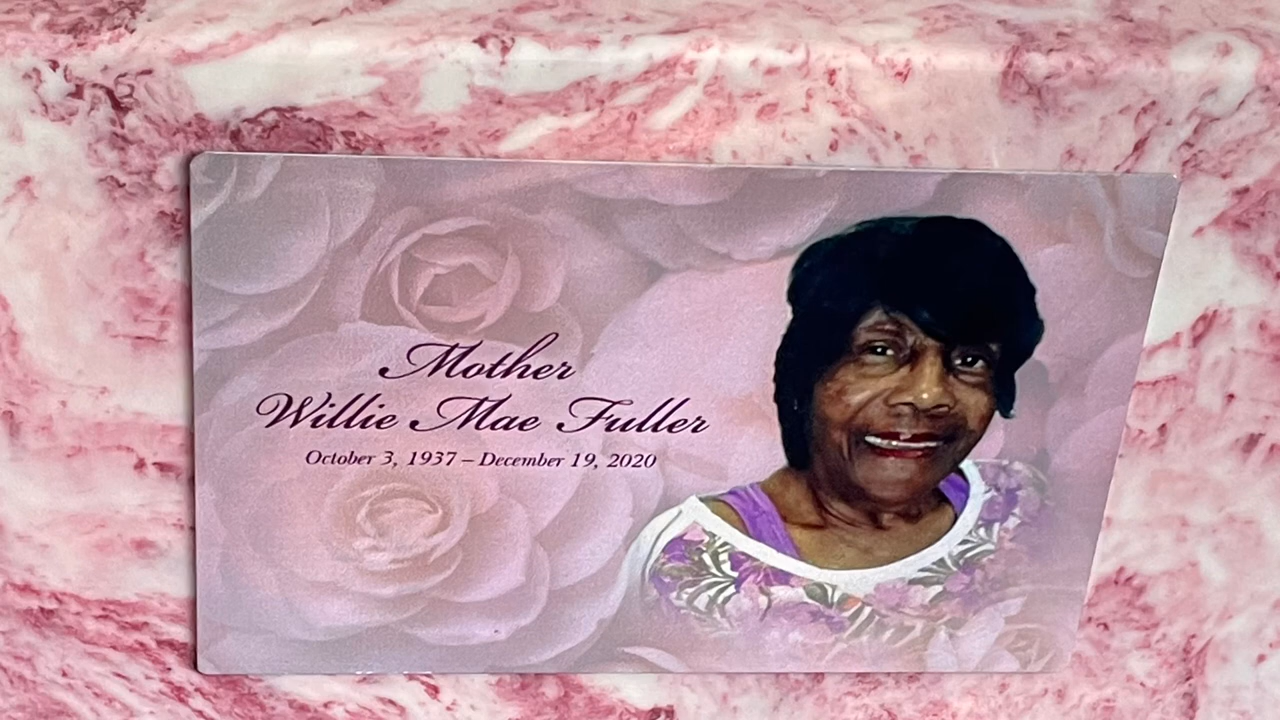 Mother
Willie Mae Fuller
October 3, 1937 – December 19, 2020